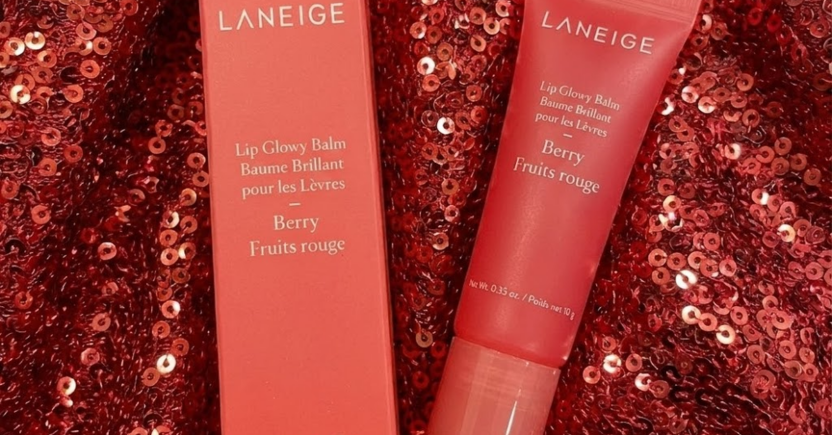 LANEIGE
Lip Glowy Balm
Baume Brillant
pour les Lèvres
Berry
Fruits rouge
LANEIGE
Lip Glowy Balm
Baume Brillant
pour les Lèvres
Berry
Fruits rouge
Net Wt. 0.35 oz. / Poids net 10 g